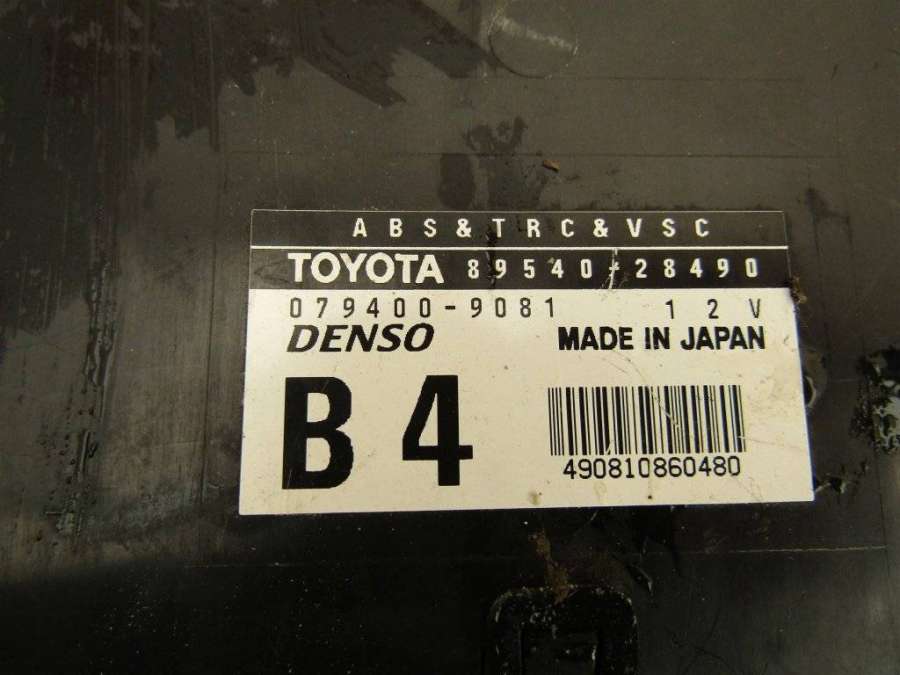 ABS&TRC&VSC
TOYOTA 89540-28490
079400-9081 12V
DENSO MADE IN JAPAN
B4
490810860480